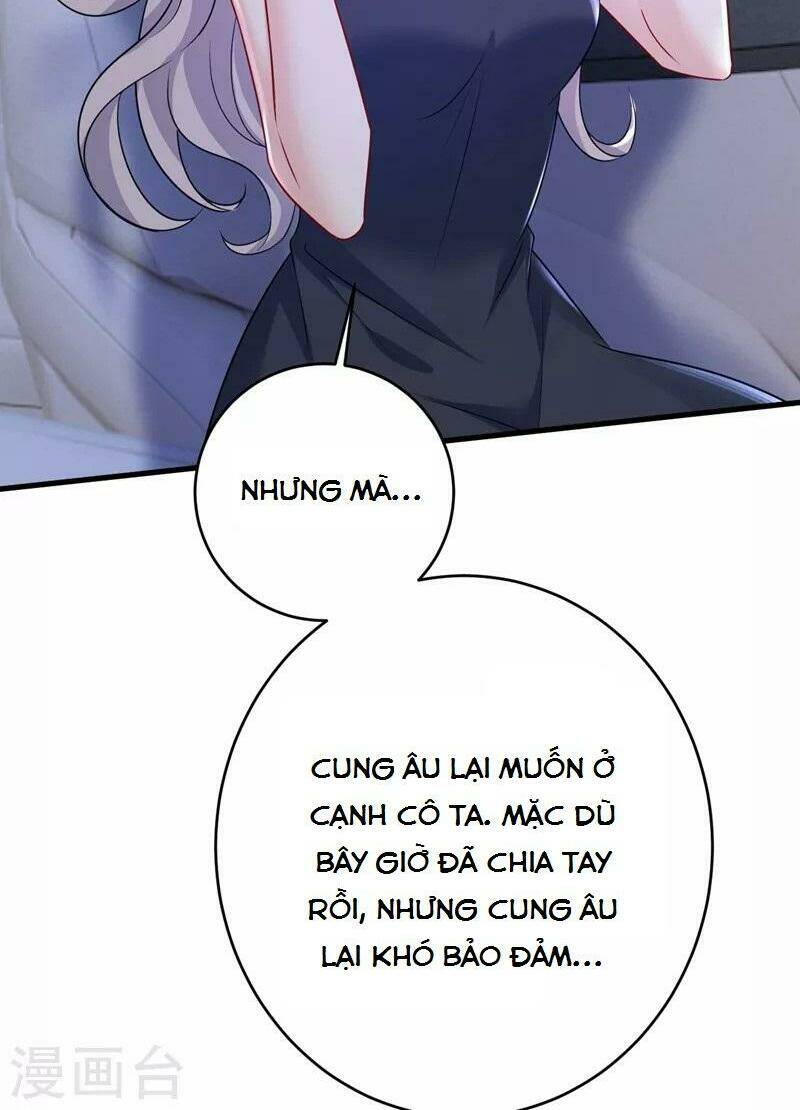 NHƯNG MÀ...
CUNG ÂU LẠI MUỐN Ở
CẠNH CÔ TA. MẶC DÙ
BÂY GIỜ ĐÃ CHIA TAY
RỒI, NHƯNG CUNG ÂU
LẠI KHÓ BẢO ĐẢM...
漫画台